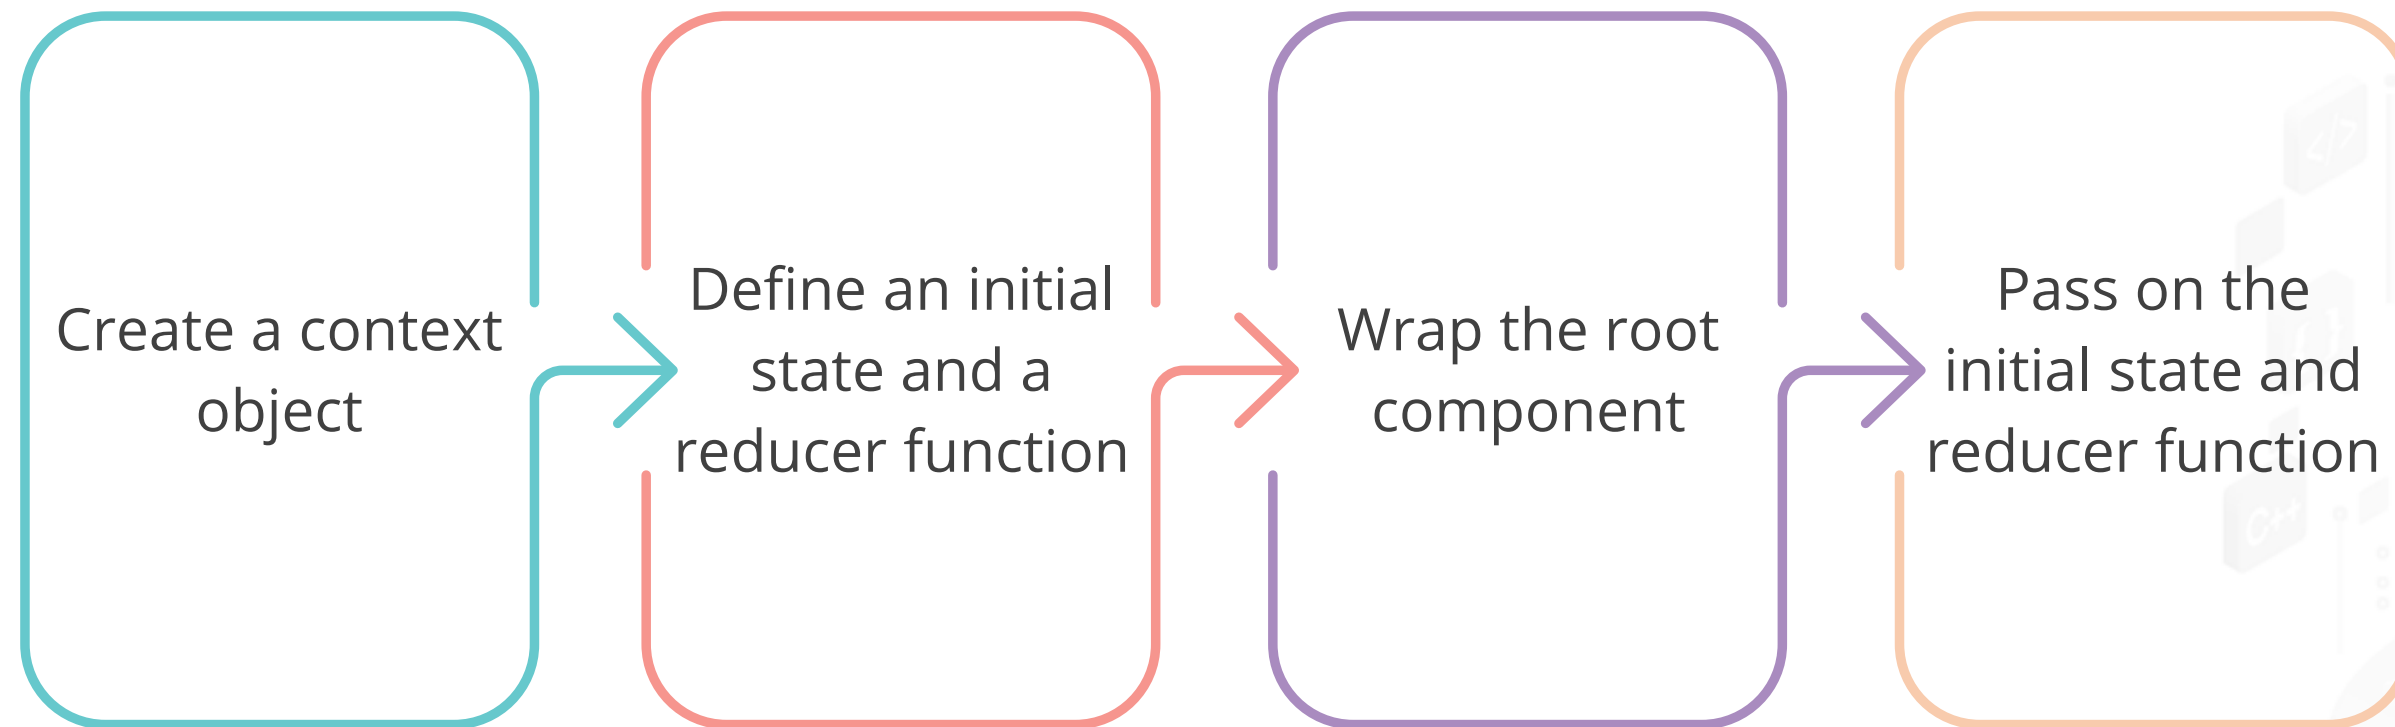 Create a context
object
Define an initial
state and a
reducer function
Wrap the root
component
Pass on the
initial state and
reducer function
</>
{ }
C++